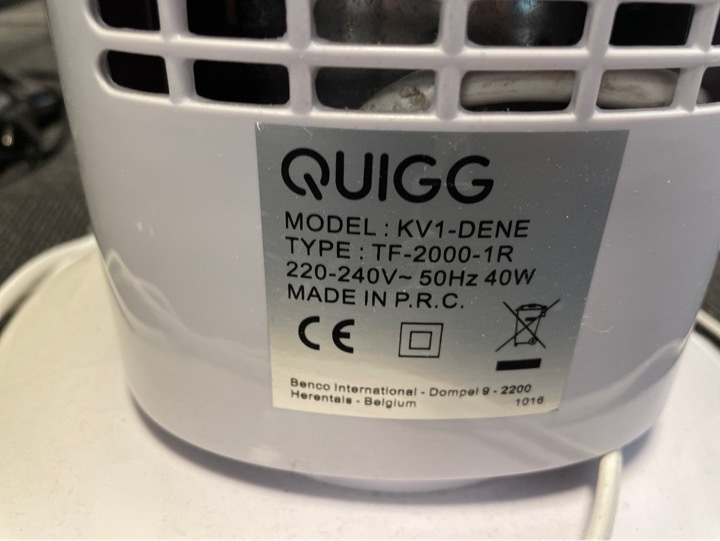 QUIGG
MODEL : KV1-DENE
TYPE : TF-2000-1R
220-240V~ 50Hz 40W
MADE IN P.R.C.
CE
Benco International - Dompel 9 - 2200
Herentals - Belgium 1016